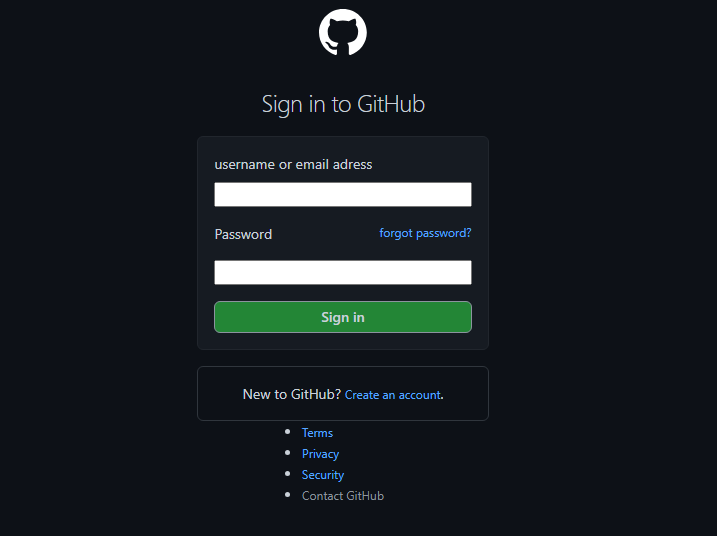 Sign in to GitHub
username or email adress
Password forgot password?
Sign in
New to GitHub? Create an account.
Terms
Privacy
Security
Contact GitHub